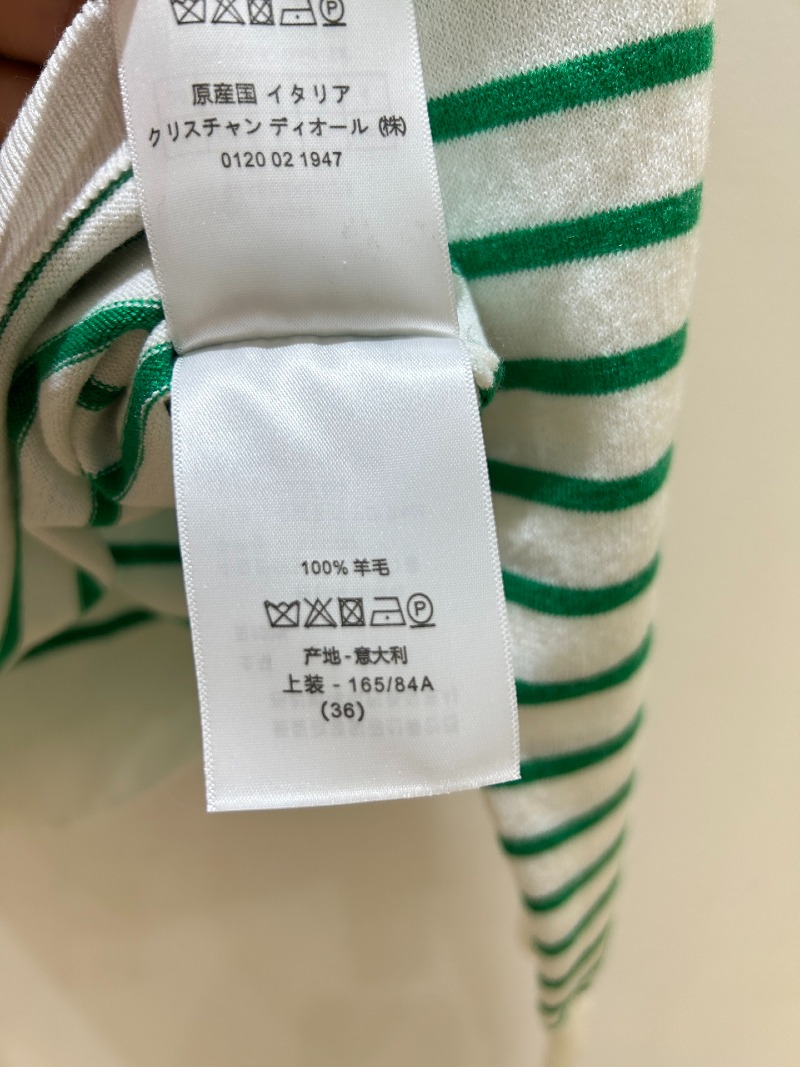 原産国 イタリア
クリスチャン ディオール (株)
0120 02 1947
100% 羊毛
P
产地-意大利
上装 - 165/84A
(36)